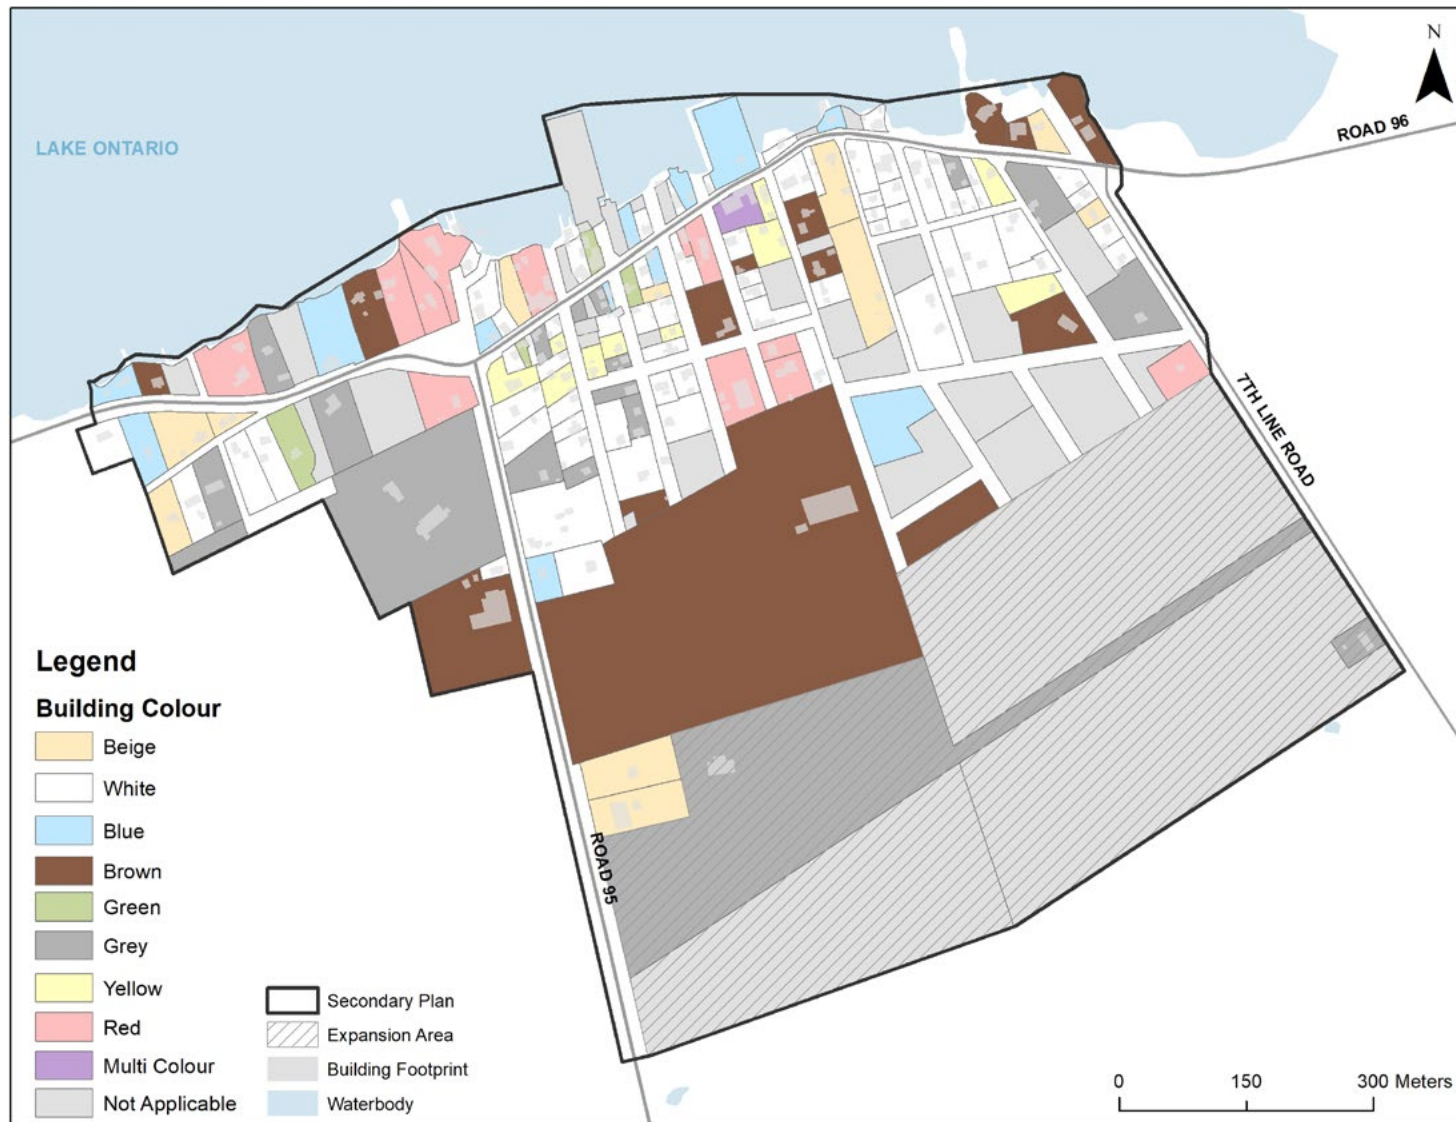 N
LAKE ONTARIO
ROAD 96
7TH LINE ROAD
ROAD 95
Legend
Building Colour
Beige
White
Blue
Brown
Green
Grey
Yellow
Red
Multi Colour
Not Applicable
Secondary Plan
Expansion Area
Building Footprint
Waterbody
0 150 300 Meters